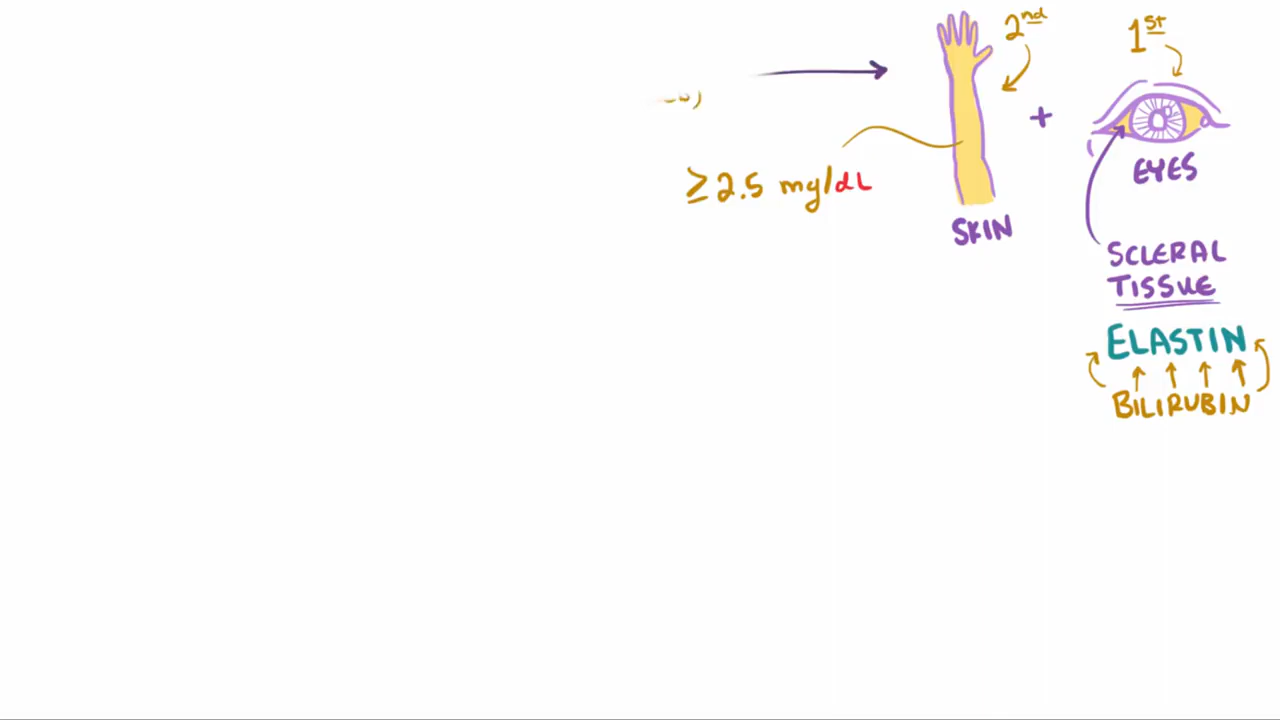 2nd
1st
+
≥2.5 mg/dL
EYES
SKIN
SCLERAL
TISSUE
ELASTIN
BILIRUBIN